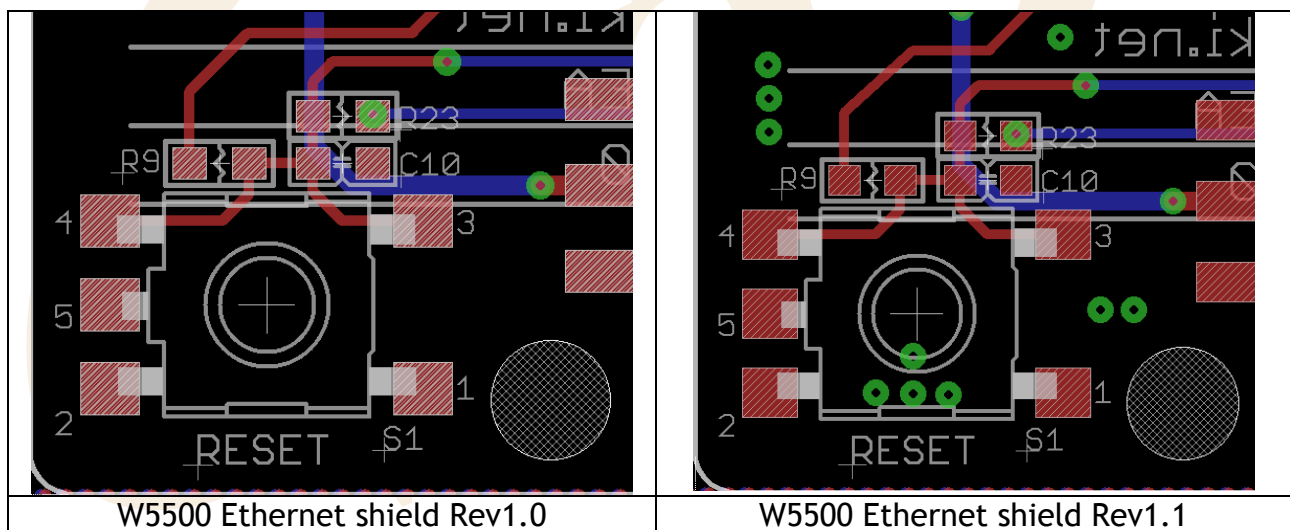 ki.net
R23
R9
C10
4
3
5
2
1
RESET
S1
W5500 Ethernet shield Rev1.0
ki.net
R23
R9
C10
4
3
5
2
1
RESET
S1
W5500 Ethernet shield Rev1.1